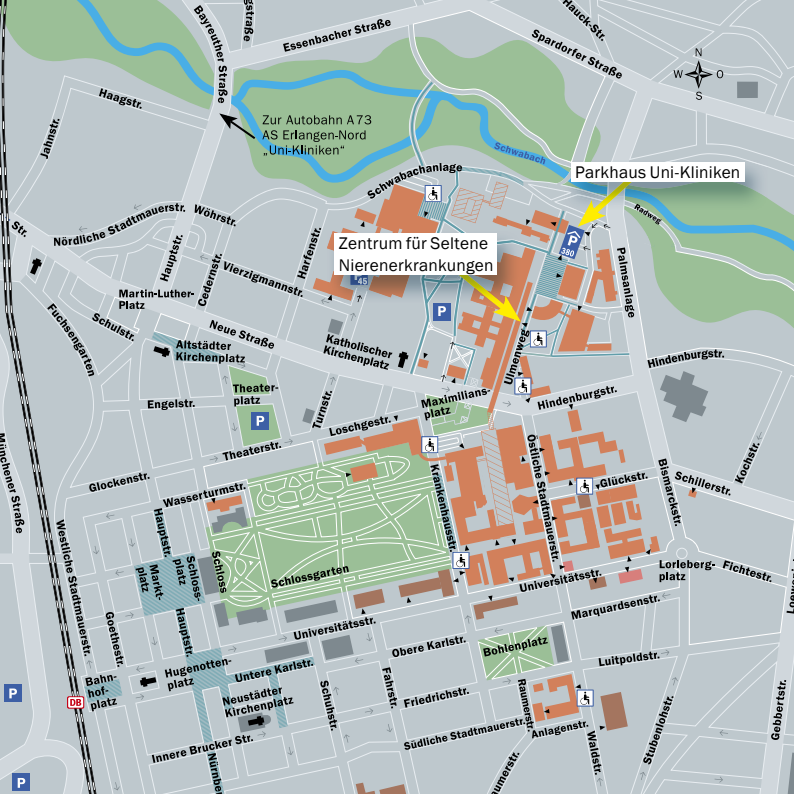 Hauck-Str.
Essenbacher Straße
Spardorfer Straße
Bayreuther Straße
gstraße
N
W
O
S
Haagstr.
Jahnstr.
Zur Autobahn A 73
AS Erlangen-Nord
„Uni-Kliniken“
Schwabach
Schwabachanlage
Parkhaus Uni-Kliniken
Radweg
Nördliche Stadtmauerstr.
Wöhrstr.
Str.
Hauptstr.
Cedernstr.
Harfenstr.
Vierzigmannstr.
Zentrum für Seltene
Nierenerkrankungen
P
380
45
Palmsanlage
Martin-Luther-
Platz
Fuchsengarten
Schulstr.
Neue Straße
P
Altstädter
Kirchenplatz
Katholischer
Kirchenplatz
Ulmenweg
Hindenburgstr.
Theater-
platz
P
Engelstr.
Turnstr.
Maximilians-
platz
Hindenburgstr.
Loschgestr.
Theaterstr.
Münchener Straße
Glockenstr.
Wasserturmstr.
Krankenhausstr.
Östliche Stadtmauerstr.
Glückstr.
Bismarckstr.
Schillerstr.
Kochstr.
Westliche Stadtmauerstr.
Hauptstr.
Schloss-
platz
Markt-
platz
Schloss
Schlossgarten
Universitätsstr.
Lorleberg-
platz
Fichtestr.
Goethestr.
Hauptstr.
Universitätsstr.
Marquardsenstr.
Obere Karlstr.
Bohlenplatz
Luitpoldstr.
Hugenotten-
platz
Untere Karlstr.
Bahn-
hof-
platz
P
DB
Neustädter
Kirchenplatz
Schuhstr.
Fahrstr.
Friedrichstr.
Raumerstr.
Anlagenstr.
Südliche Stadtmauerstr.
Waldstr.
Stubenlohstr.
Gebbertstr.
Innere Brucker Str.
Nürnber
aumerstr.
P